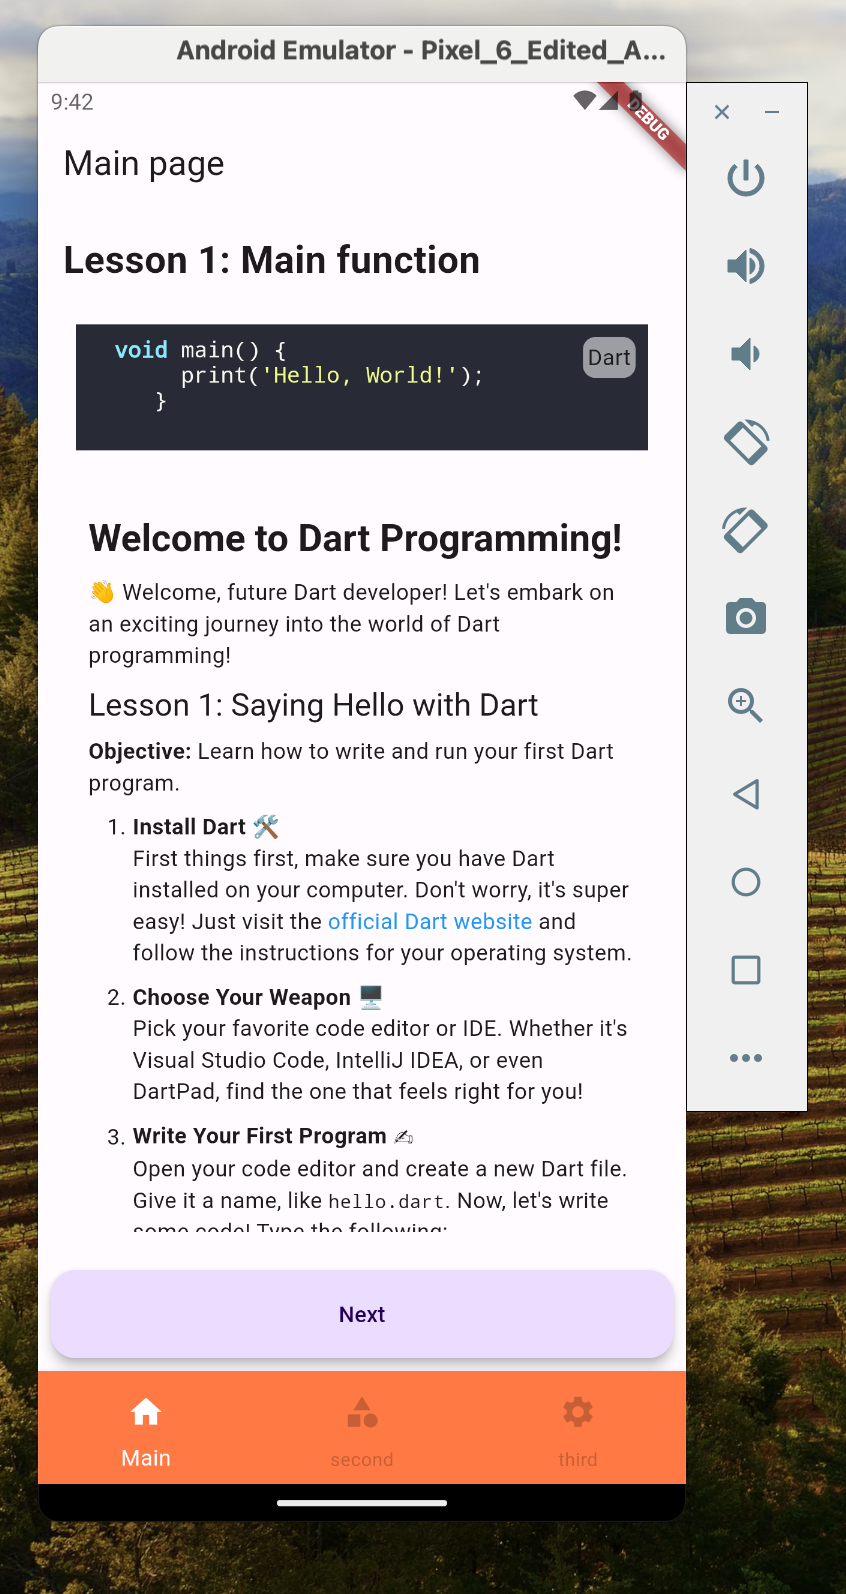 Android Emulator - Pixel_6_Edited_A...
9:42
DEBUG
Main page
Lesson 1: Main function
void main() {
print('Hello, World!');
}
Dart
Welcome to Dart Programming!
👋 Welcome, future Dart developer! Let's embark on
an exciting journey into the world of Dart
programming!
Lesson 1: Saying Hello with Dart
Objective: Learn how to write and run your first Dart
program.
1. Install Dart 🛠️
First things first, make sure you have Dart
installed on your computer. Don't worry, it's super
easy! Just visit the official Dart website and
follow the instructions for your operating system.
2. Choose Your Weapon 🖥️
Pick your favorite code editor or IDE. Whether it's
Visual Studio Code, IntelliJ IDEA, or even
DartPad, find the one that feels right for you!
3. Write Your First Program ✍
Open your code editor and create a new Dart file.
Give it a name, like hello.dart. Now, let's write
some code! Type the following:
Next
Main
second
third